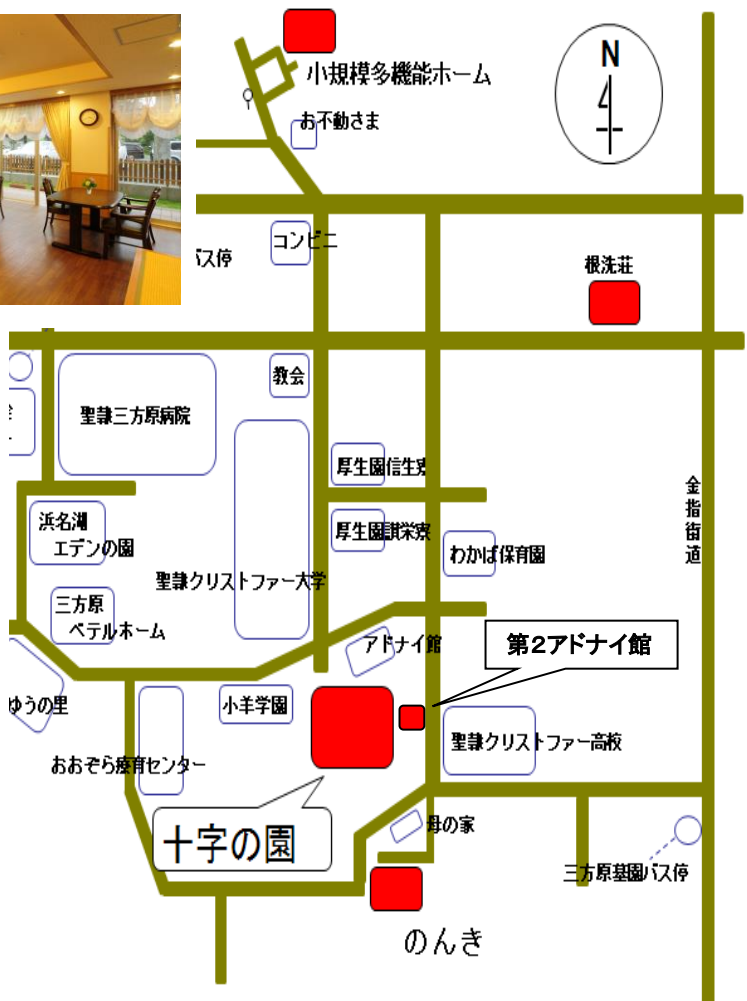 小規模多機能ホーム
N
お不動さま
コンビニ
バス停
根洗荘
教会
聖隷三方原病院
厚生園信生寮
金指街道
浜名湖
エデンの園
厚生園讃栄寮
わかば保育園
聖隷クリストファー大学
三方原
ベテルホーム
アドナイ館
第2アドナイ館
ゆうの里
小羊学園
聖隷クリストファー高校
おおぞら療育センター
十字の園
母の家
三方原墓園バス停
のんき